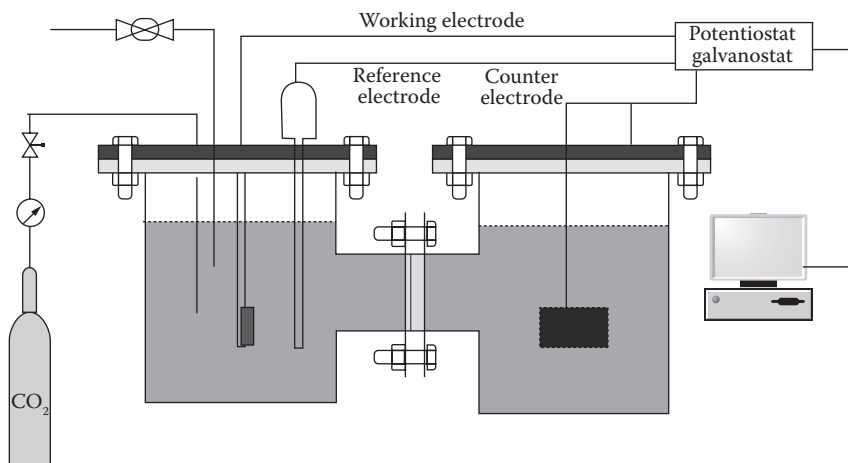 Working electrode
Potentiostat
galvanostat
Reference
electrode
Counter
electrode
CO₂